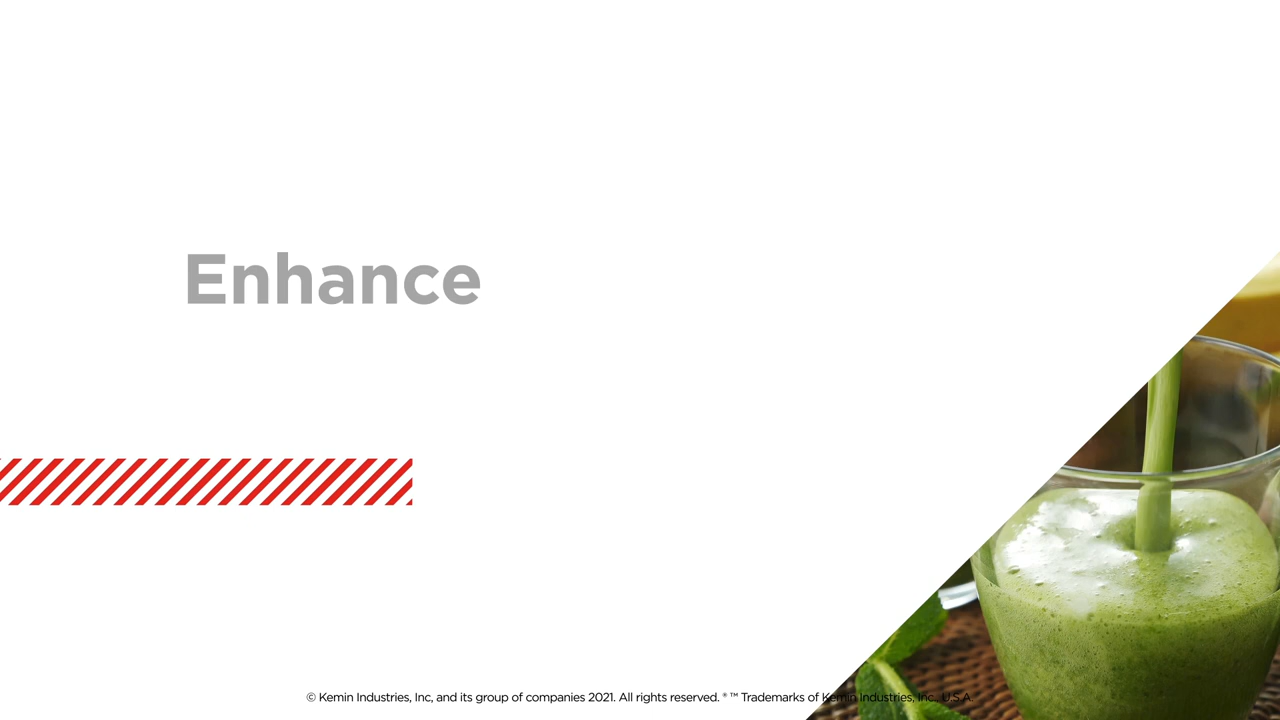 Enhance
© Kemin Industries, Inc, and its group of companies 2021. All rights reserved. ® ™ Trademarks of Kemin Industries, Inc., U.S.A.